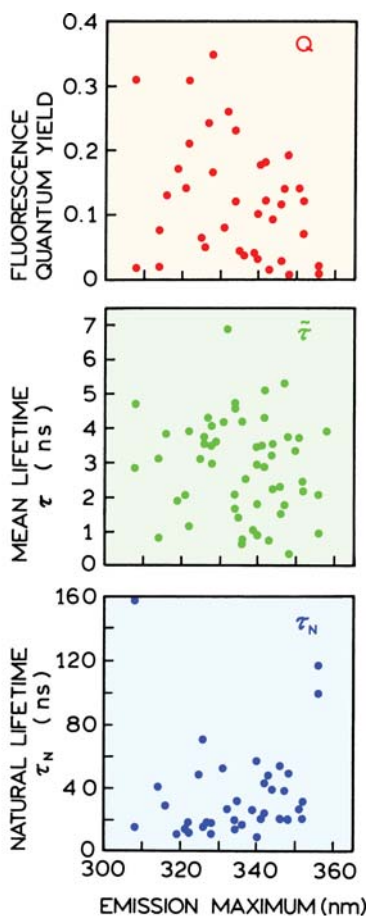 Q
0.4
0.3
0.2
0.1
0
FLUORESCENCE
QUANTUM YIELD
τ̃
7
6
5
4
3
2
1
0
MEAN LIFETIME
τ (ns)
τN
160
120
80
40
0
NATURAL LIFETIME
τN (ns)
300 320 340 360
EMISSION MAXIMUM (nm)